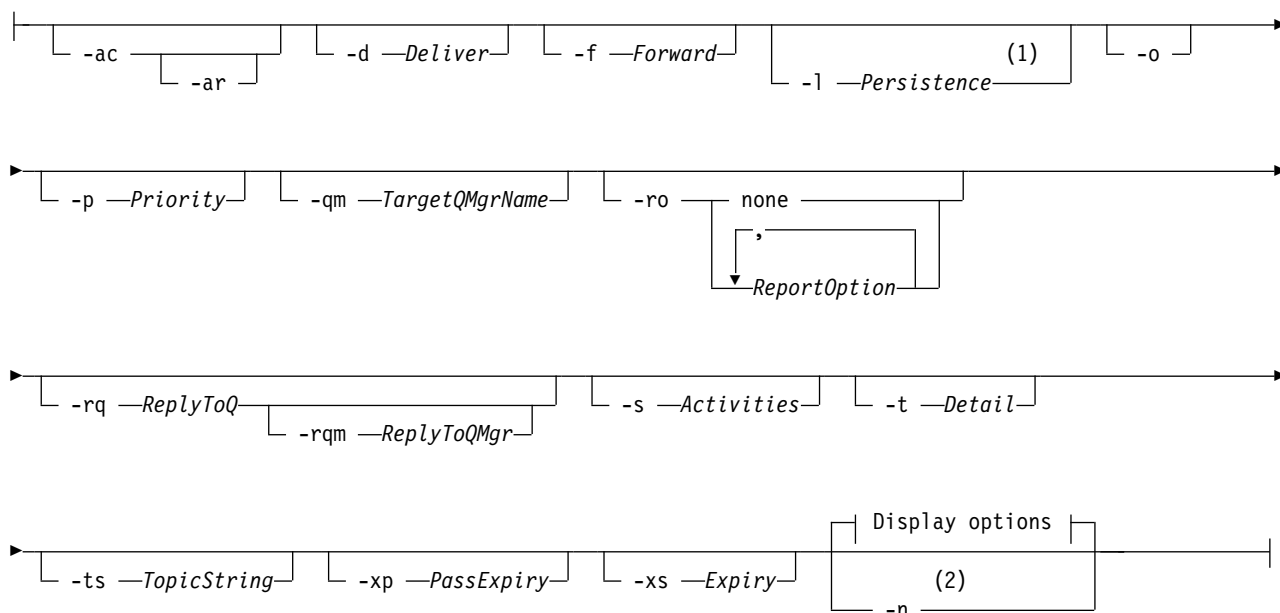 -ac -d Deliver -f Forward (1) -o
-ar -l Persistence
-p Priority -qm TargetQMgrName -ro none
,
ReportOption
-rq ReplyToQ -s Activities -t Detail
-rqm ReplyToQMgr
Display options
-ts TopicString -xp PassExpiry -xs Expiry (2)
-n